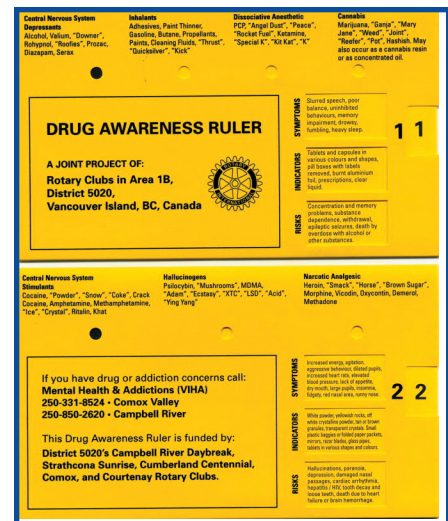 Central Nervous System
Depressants
Alcohol, Valium, "Downer",
Rohypnol, "Roofies", Prozac,
Diazapam, Serax
Inhalants
Adhesives, Paint Thinner,
Gasoline, Butane, Propellants,
Paints, Cleaning Fluids, "Thrust",
"Quicksilver", "Kick"
Dissociative Anesthetic
PCP, "Angel Dust", "Peace",
"Rocket Fuel", Ketamine,
"Special K", "Kit Kat", "K"
Cannabis
Marijuana, "Ganja", "Mary
Jane", "Weed", "Joint",
"Reefer", "Pot", Hashish. May
also occur as a cannabis resin
or as concentrated oil.
DRUG AWARENESS RULER
A JOINT PROJECT OF:
Rotary Clubs in Area 1B,
District 5020,
Vancouver Island, BC, Canada
SYMPTOMS
Slurred speech, poor
balance, uninhibited
behaviours, memory
impairment, drowsy,
fumbling, heavy sleep.
INDICATORS
Tablets and capsules in
various colours and shapes,
pill boxes with labels
removed, burnt aluminium
foil, prescriptions, clear
liquid.
RISKS
Concentration and memory
problems, substance
dependence, withdrawal,
epileptic seizures, death by
overdose with alcohol or
other substances.
1 1
Central Nervous System
Stimulants
Cocaine, "Powder", "Snow", "Coke", Crack
Cocaine, Amphetamine, Methamphetamine,
"Ice", "Crystal", Ritalin, Khat
Hallucinogens
Psilocybin, "Mushrooms", MDMA,
"Adam", "Ecstasy", "XTC", "LSD", "Acid",
"Ying Yang"
Narcotic Analgesic
Heroin, "Smack", "Horse", "Brown Sugar",
Morphine, Vicodin, Oxycontin, Demerol,
Methadone
If you have drug or addiction concerns call:
Mental Health & Addictions (VIHA)
250-331-8524 • Comox Valley
250-850-2620 • Campbell River
This Drug Awareness Ruler is funded by:
District 5020's Campbell River Daybreak,
Strathcona Sunrise, Cumberland Centennial,
Comox, and Courtenay Rotary Clubs.
SYMPTOMS
Increased energy, agitation,
aggressive behaviour, dilated pupils,
increased heart rate, elevated
blood pressure, lack of appetite,
dry mouth, large pupils, insomnia,
fidgety, red nasal area, runny nose.
INDICATORS
White powder, yellowish rocks, off
white crystalline powder, tan or brown
granules, transparent crystals. Small
plastic baggies or folded paper packets,
mirrors, razor blades, glass pipes,
tablets in various shapes and colours.
RISKS
Hallucinations, paranoia,
depression, damaged nasal
passages, cardiac arrhythmia,
hepatitis / HIV, tooth decay and
loose teeth, death due to heart
failure or brain hemorrhage.
2 2